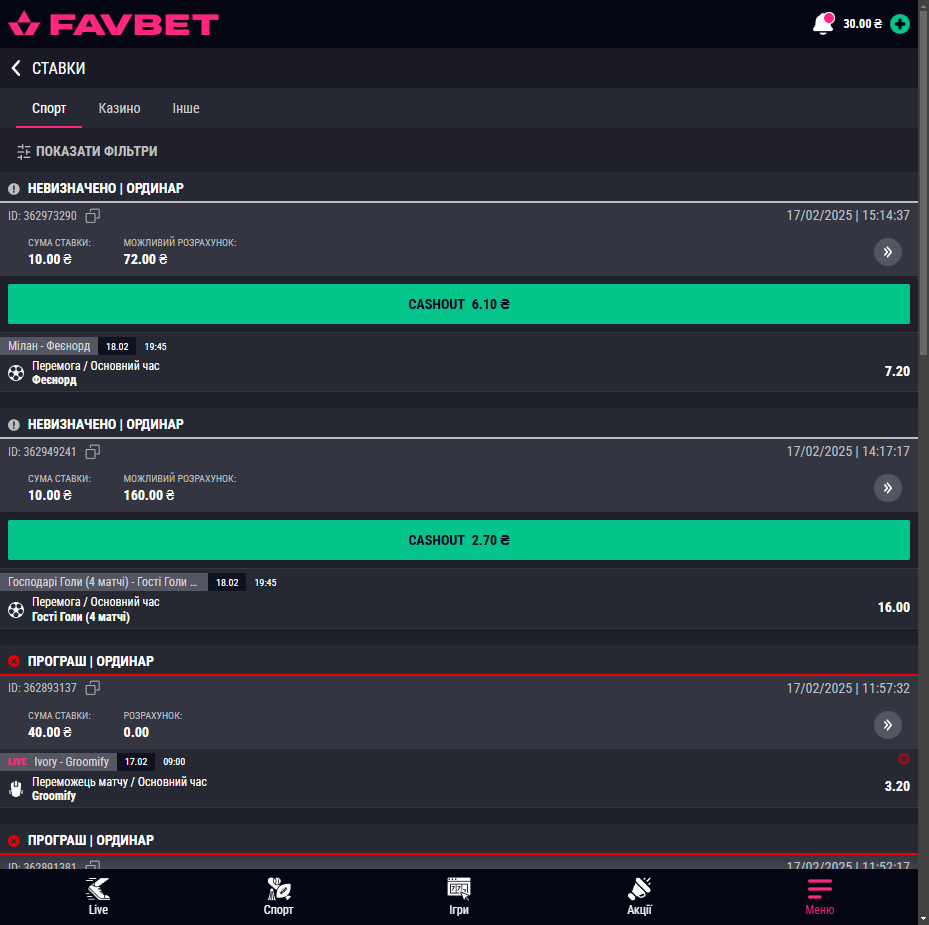 FAVBET
30.00 ₴
СТАВКИ
Спорт Казино Інше
ПОКАЗАТИ ФІЛЬТРИ
НЕВИЗНАЧЕНО | ОРДИНАР
ID: 362973290 17/02/2025 | 15:14:37
СУМА СТАВКИ: МОЖЛИВИЙ РОЗРАХУНОК:
10.00 ₴ 72.00 ₴
CASHOUT 6.10 ₴
Мілан - Феєнорд 18.02 19:45
Перемога / Основний час
Феєнорд
7.20
НЕВИЗНАЧЕНО | ОРДИНАР
ID: 362949241 17/02/2025 | 14:17:17
СУМА СТАВКИ: МОЖЛИВИЙ РОЗРАХУНОК:
10.00 ₴ 160.00 ₴
CASHOUT 2.70 ₴
Господарі Голи (4 матчі) - Гості Голи ... 18.02 19:45
Перемога / Основний час
Гості Голи (4 матчі)
16.00
ПРОГРАШ | ОРДИНАР
ID: 362893137 17/02/2025 | 11:57:32
СУМА СТАВКИ: РОЗРАХУНОК:
40.00 ₴ 0.00
LIVE Ivory - Groomify 17.02 09:00
Переможець матчу / Основний час
Groomify
3.20
ПРОГРАШ | ОРДИНАР
ID: 362891381 17/02/2025 | 11:52:17
Live Спорт Ігри Акції Меню